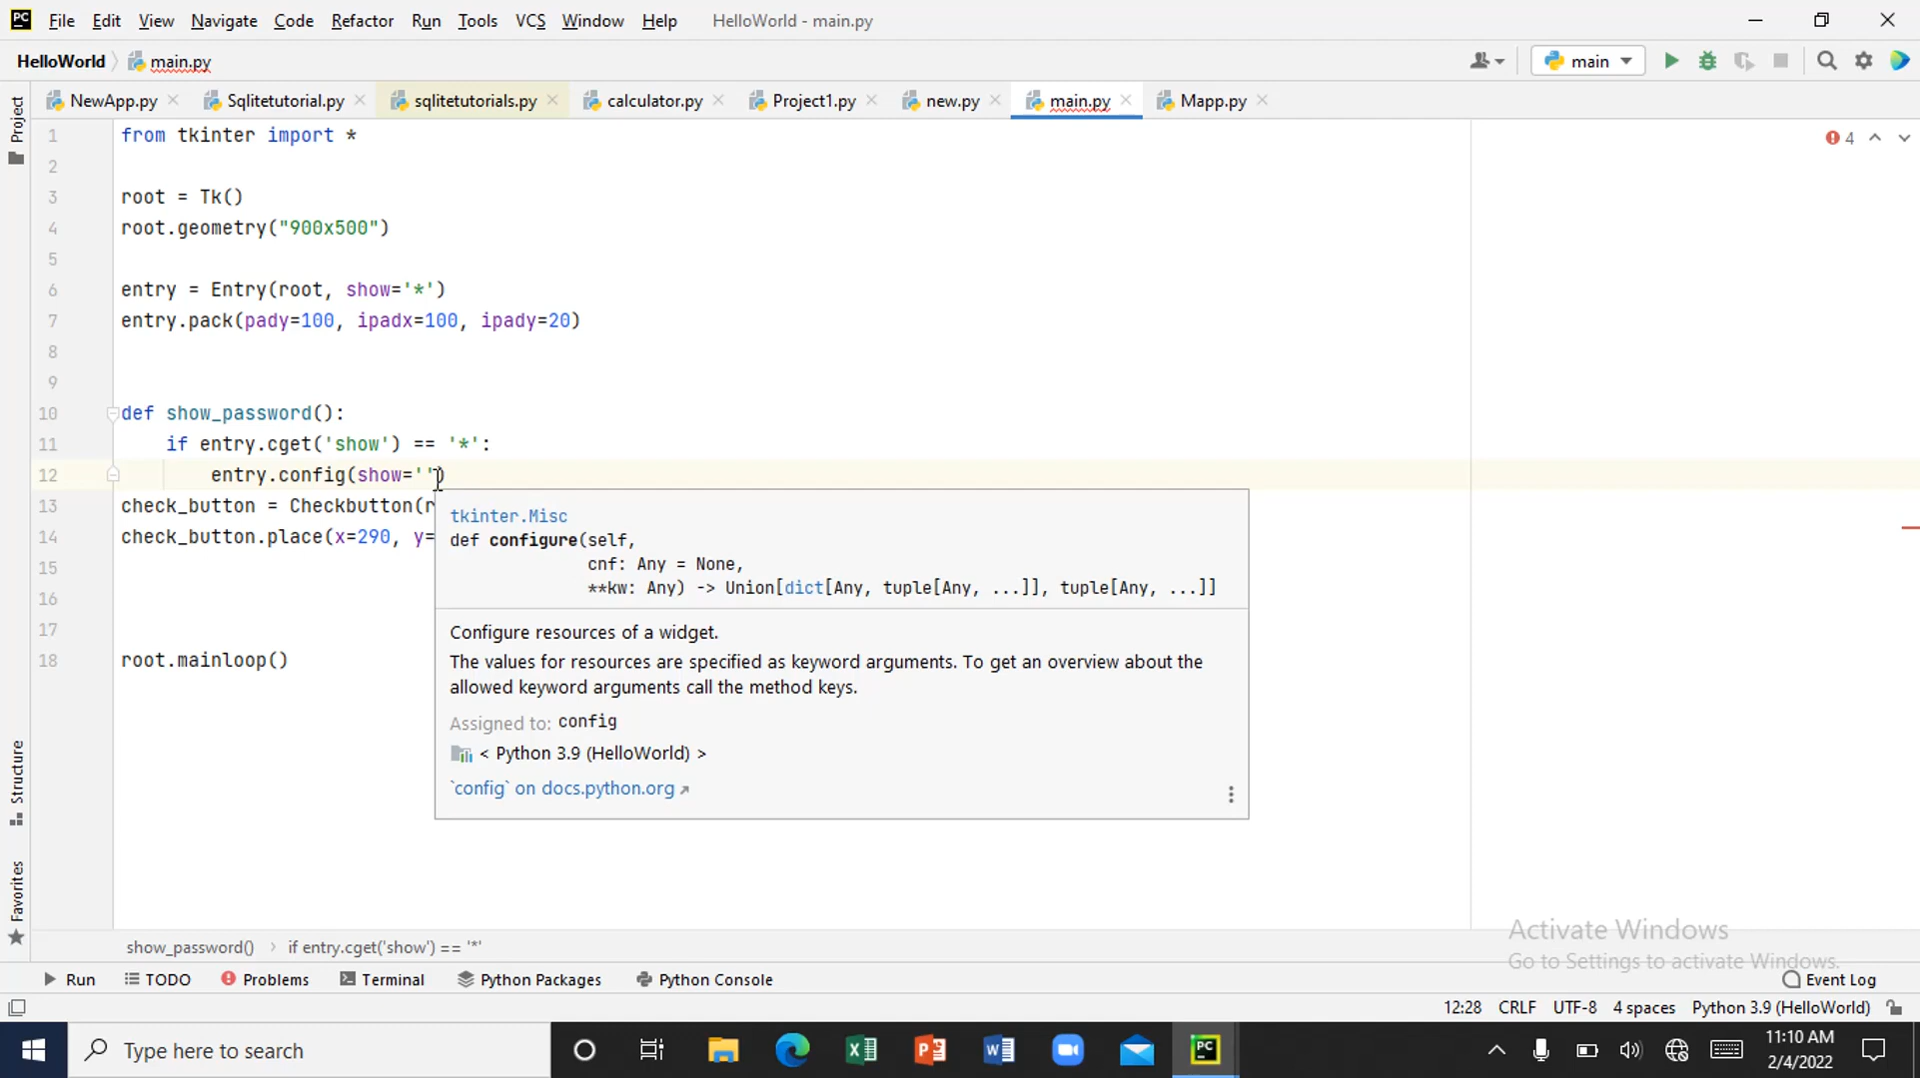 PC File Edit View Navigate Code Refactor Run Tools VCS Window Help HelloWorld - main.py
HelloWorld main.py main
NewApp.py Sqlitetutorial.py sqlitetutorials.py calculator.py Project1.py new.py main.py Mapp.py
Project
1 from tkinter import * 4
2
3 root = Tk()
4 root.geometry("900x500")
5
6 entry = Entry(root, show='*')
7 entry.pack(pady=100, ipadx=100, ipady=20)
8
9
10 def show_password():
11 if entry.cget('show') == '*':
12 entry.config(show='')
13 check_button = Checkbutton(r
14 check_button.place(x=290, y=
15
16
17
18 root.mainloop()
tkinter.Misc
def configure(self,
cnf: Any = None,
**kw: Any) -> Union[dict[Any, tuple[Any, ...]], tuple[Any, ...]]
Configure resources of a widget.
The values for resources are specified as keyword arguments. To get an overview about the
allowed keyword arguments call the method keys.
Assigned to: config
< Python 3.9 (HelloWorld) >
`config` on docs.python.org
Structure
Favorites
Activate Windows
Go to Settings to activate Windows.
show_password() if entry.cget('show') == '*'
Run TODO Problems Terminal Python Packages Python Console Event Log
12:28 CRLF UTF-8 4 spaces Python 3.9 (HelloWorld)
Type here to search
PC
11:10 AM
2/4/2022